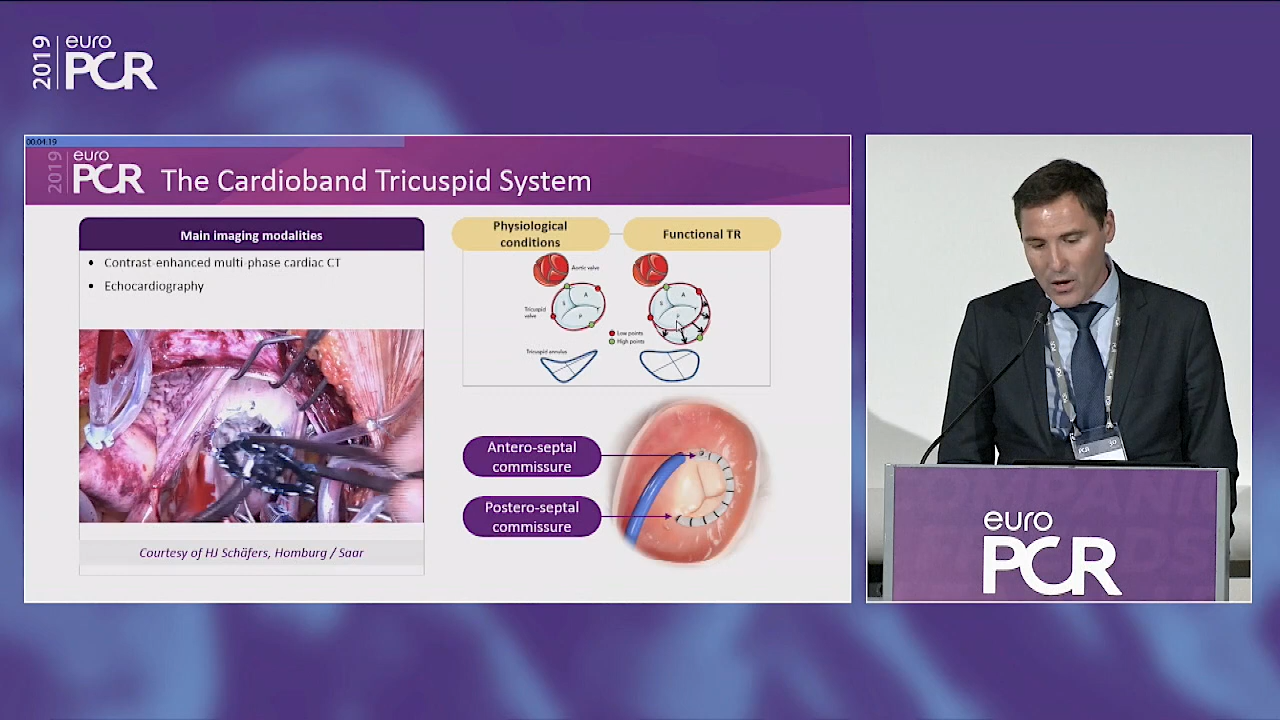 2019
euro
PCR
00:04:19
2019
euro
PCR
The Cardioband Tricuspid System
Main imaging modalities
• Contrast-enhanced multi phase cardiac CT
• Echocardiography
Courtesy of HJ Schäfers, Homburg / Saar
Physiological
conditions
Functional TR
Aortic valve
Tricuspid
valve
S
A
P
S
A
P
Low points
High points
Tricuspid annulus
Antero-septal
commissure
Postero-septal
commissure
PCR
euro
PCR